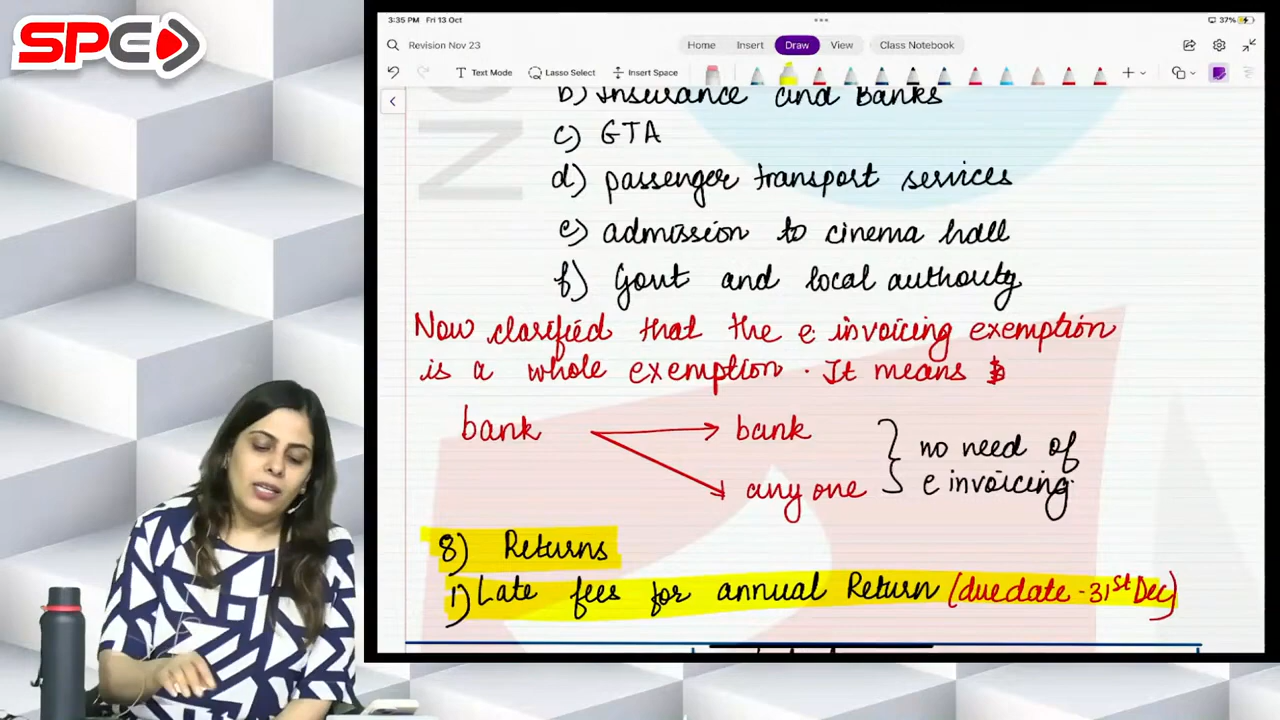 SPC
3:35 PM Fri 13 Oct
37%
Revision Nov 23
Home Insert Draw View Class Notebook
Text Mode Lasso Select Insert Space
NO
b) Insurance and Banks
c) GTA
d) passenger transport services
e) admission to cinema hall
f) Govt and local authority
Now clarified that the e invoicing exemption
is a whole exemption. It means
bank bank
any one
no need of
e invoicing.
8) Returns
1) Late fees for annual Return (due date - 31st Dec)